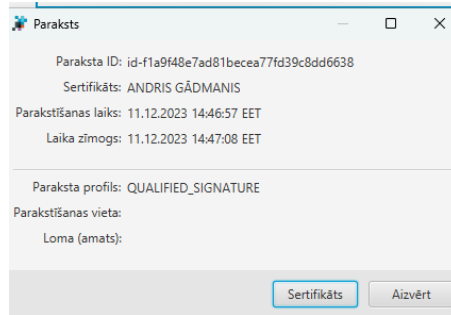 Paraksts
Paraksta ID: id-f1a9f48e7ad81becea77fd39c8dd6638
Sertifikāts: ANDRIS GĀDMANIS
Parakstīšanas laiks: 11.12.2023 14:46:57 EET
Laika zīmogs: 11.12.2023 14:47:08 EET
Paraksta profils: QUALIFIED_SIGNATURE
Parakstīšanas vieta:
Loma (amats):
Sertifikāts Aizvērt